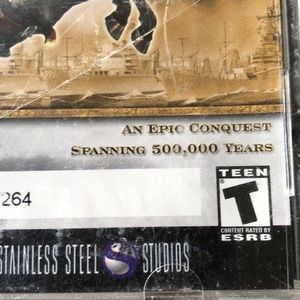 AN EPIC CONQUEST
SPANNING 500,000 YEARS
264
TEEN
T
CONTENT RATED BY
ESRB
STAINLESS STEEL STUDIOS